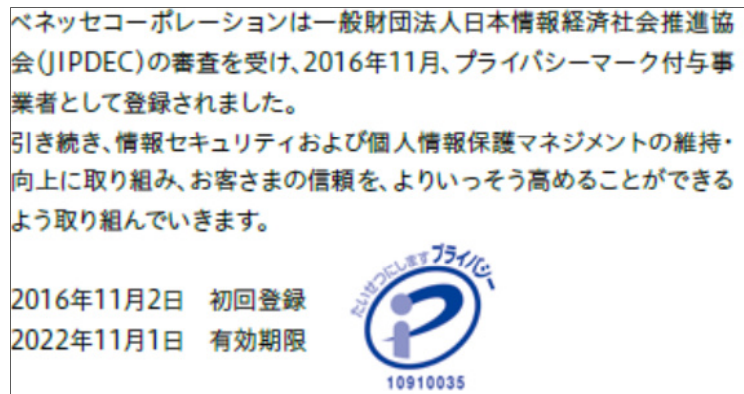 ベネッセコーポレーションは一般財団法人日本情報経済社会推進協
会(JIPDEC)の審査を受け、2016年11月、プライバシーマーク付与事
業者として登録されました。
引き続き、情報セキュリティおよび個人情報保護マネジメントの維持・
向上に取り組み、お客さまの信頼を、よりいっそう高めることができる
よう取り組んでいきます。
たいせつにします プライバシー
2016年11月2日　初回登録
2022年11月1日　有効期限
10910035